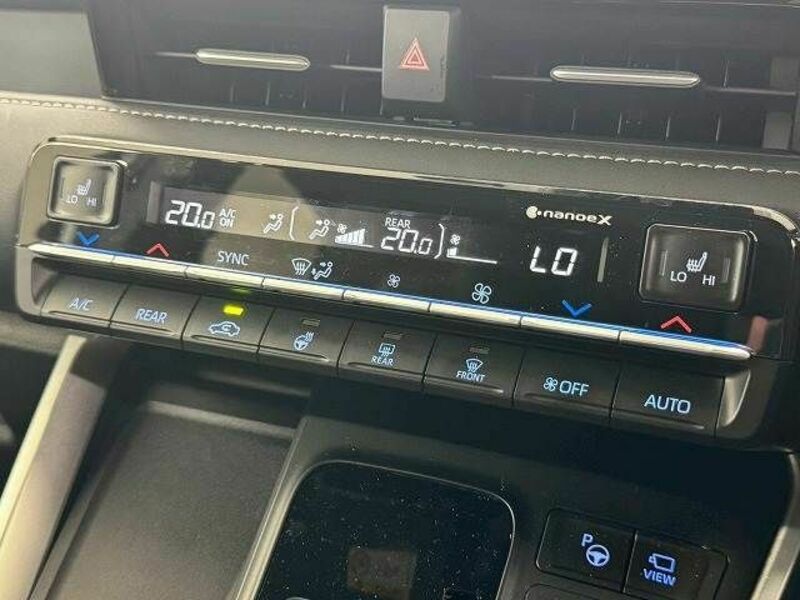 LO HI
20.0 A/C ON
REAR
20.0
LO
nanoeX
LO HI
SYNC
A/C
REAR
REAR
FRONT
OFF
AUTO
P
VIEW